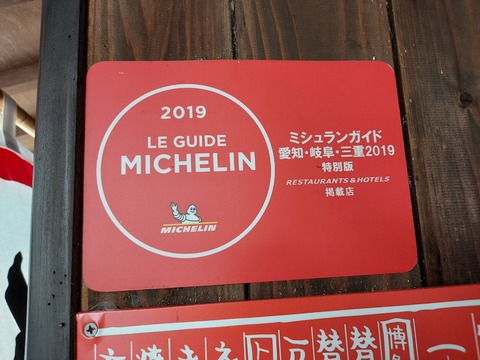 2019
LE GUIDE
MICHELIN
MICHELIN
ミシュランガイド
愛知・岐阜・三重2019
特別版
RESTAURANTS & HOTELS
掲載店